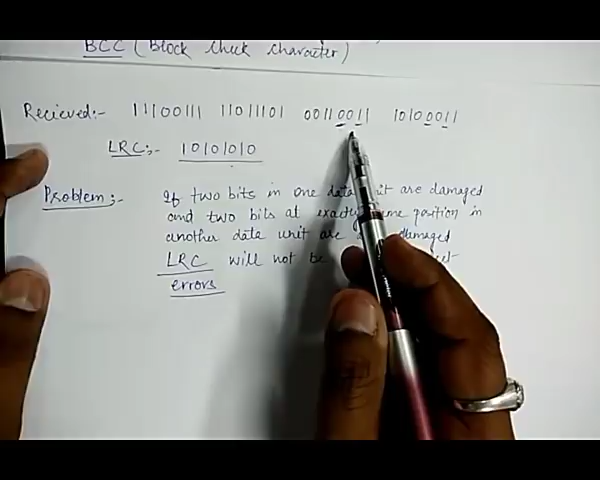 BCC (Block Check Character)
Recieved: 11100111 11011101 00110011 10100011
LRC:- 10101010
Problem:- If two bits in one data unit are damaged
and two bits at exactly same position in
another data unit are damaged
LRC will not be
errors